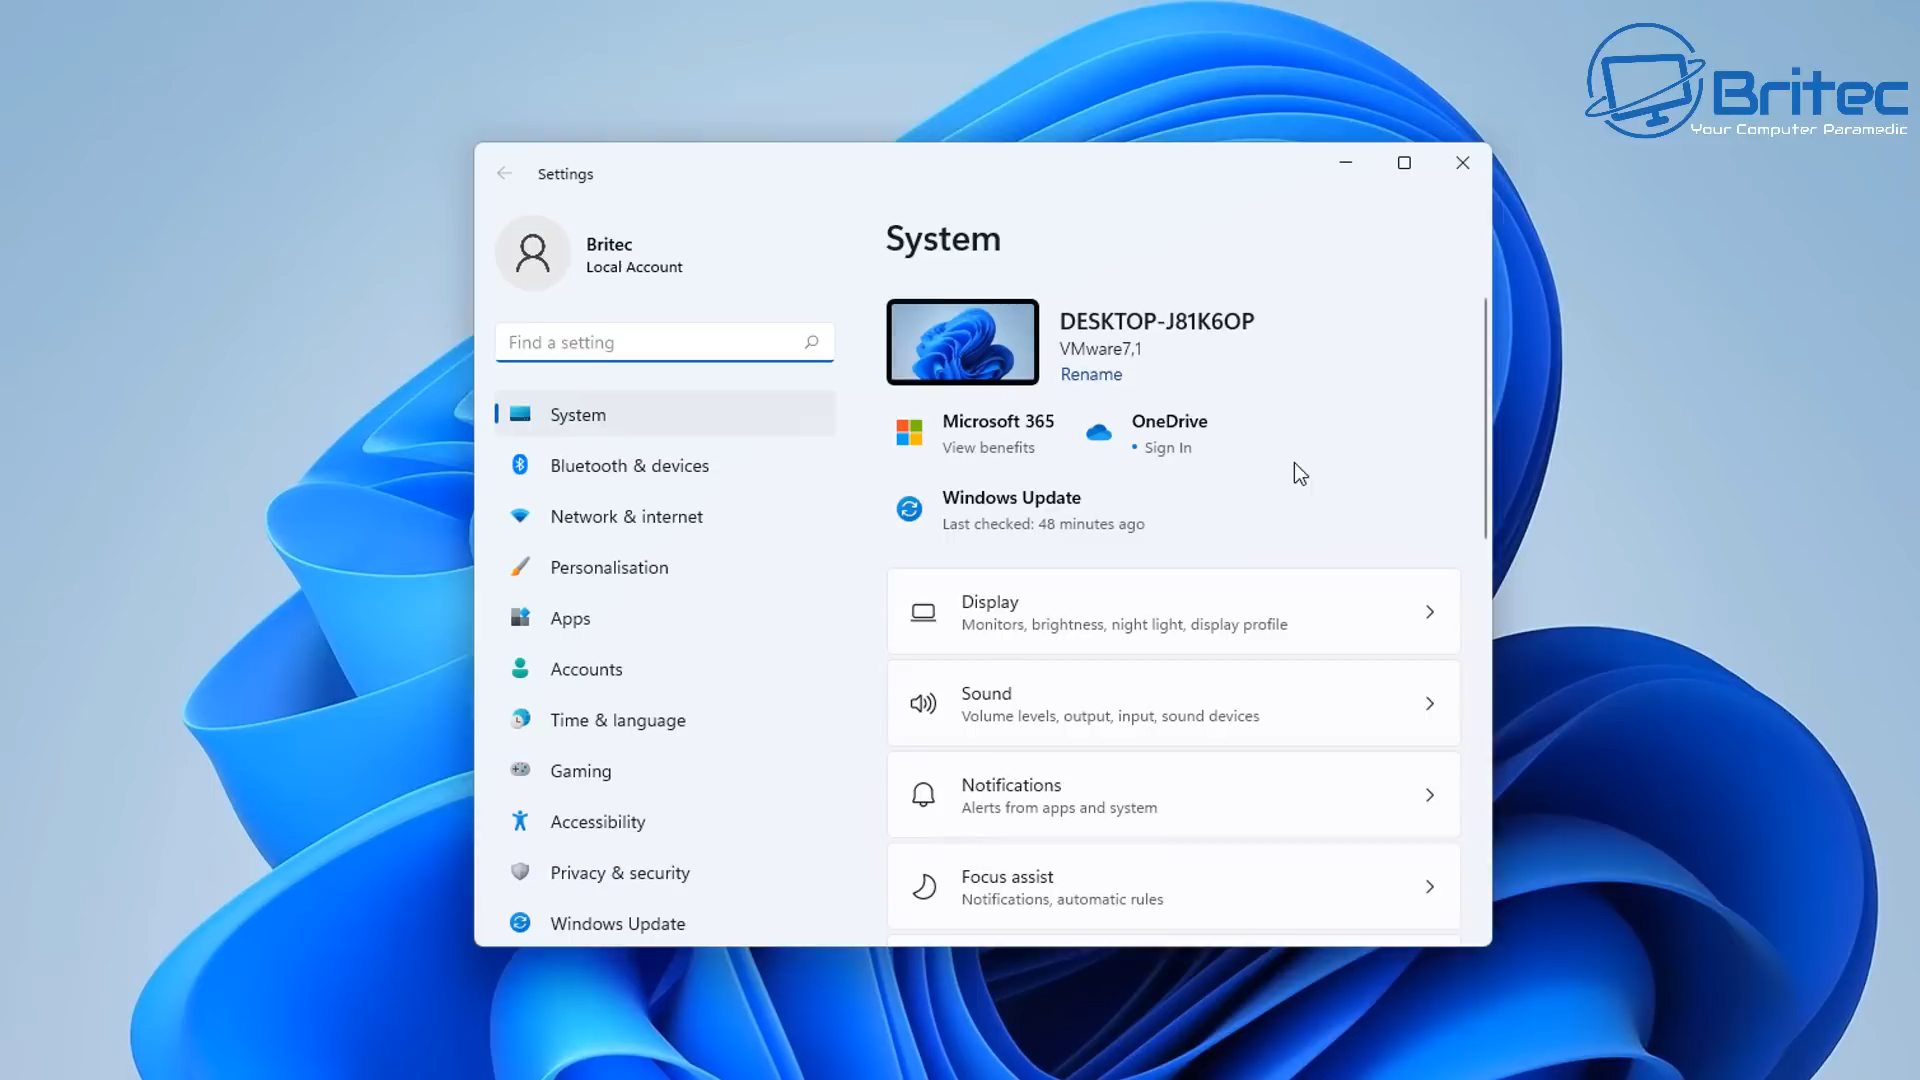 Britec
Your Computer Paramedic
Settings
Britec
Local Account
Find a setting
System
Bluetooth & devices
Network & internet
Personalisation
Apps
Accounts
Time & language
Gaming
Accessibility
Privacy & security
Windows Update
System
DESKTOP-J81K6OP
VMware7,1
Rename
Microsoft 365
View benefits
OneDrive
• Sign In
Windows Update
Last checked: 48 minutes ago
Display
Monitors, brightness, night light, display profile
Sound
Volume levels, output, input, sound devices
Notifications
Alerts from apps and system
Focus assist
Notifications, automatic rules